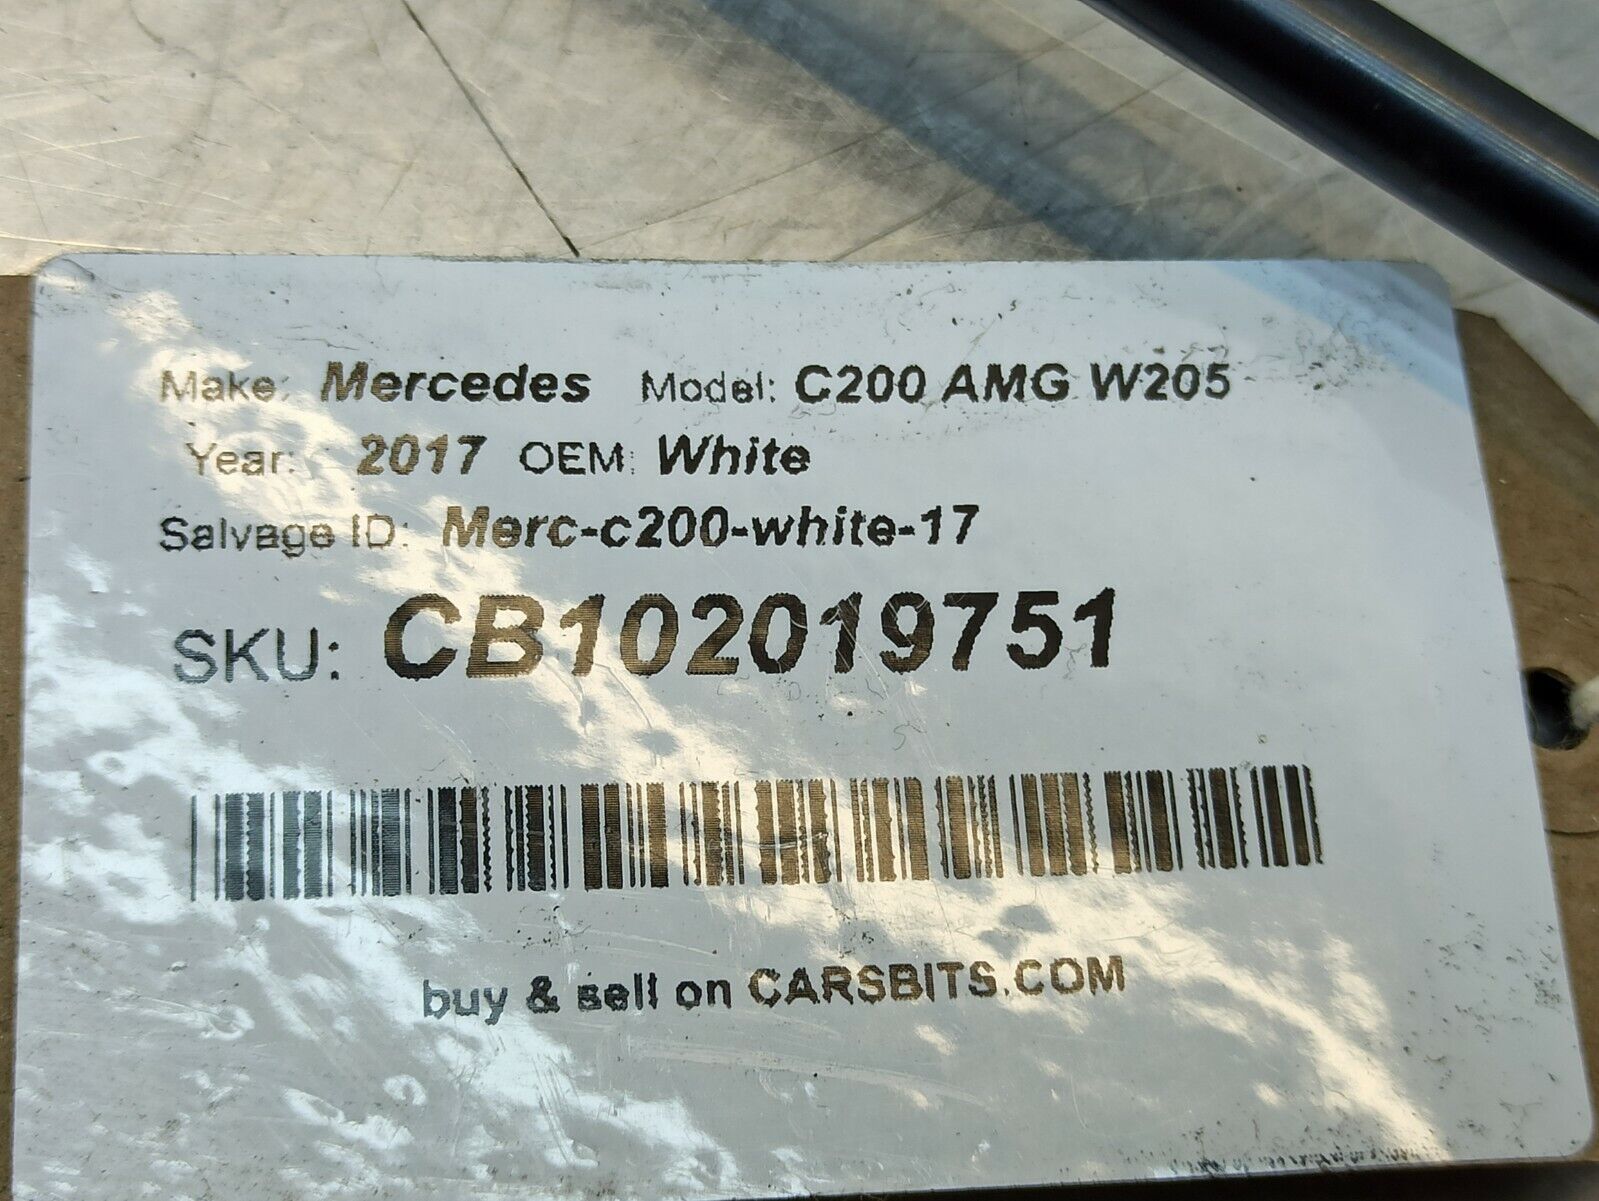 Make: Mercedes Model: C200 AMG W205
Year: 2017 OEM: White
Salvage ID: Merc-c200-white-17
SKU: CB102019751
buy & sell on CARSBITS.COM